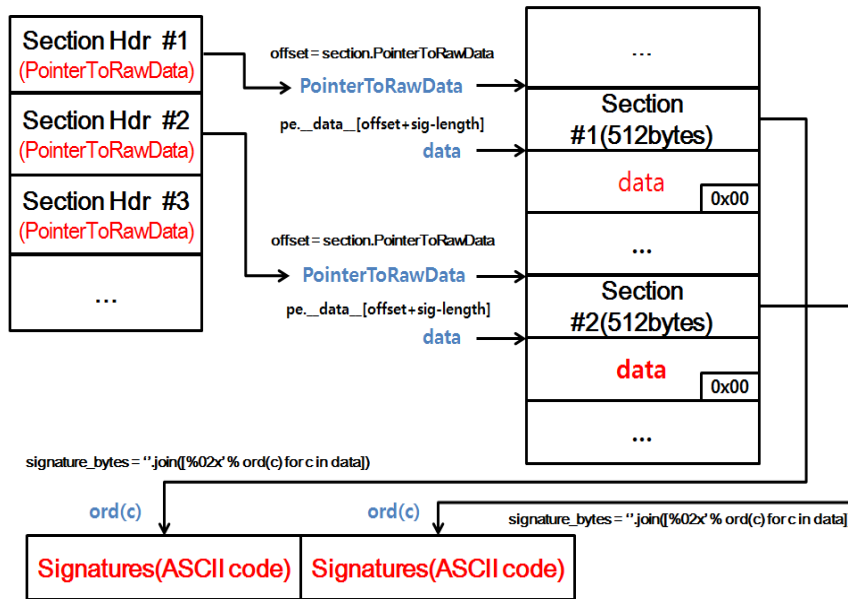 Section Hdr #1
(PointerToRawData)
Section Hdr #2
(PointerToRawData)
Section Hdr #3
(PointerToRawData)
...
offset = section.PointerToRawData
PointerToRawData
pe.__data__[offset+sig-length]
data
offset = section.PointerToRawData
PointerToRawData
pe.__data__[offset+sig-length]
data
...
Section
#1(512bytes)
data
0x00
...
Section
#2(512bytes)
data
0x00
...
signature_bytes = ''.join([%02x' % ord(c) for c in data])
ord(c)
ord(c)
signature_bytes = ''.join([%02x' % ord(c) for c in data]
Signatures(ASCII code)
Signatures(ASCII code)